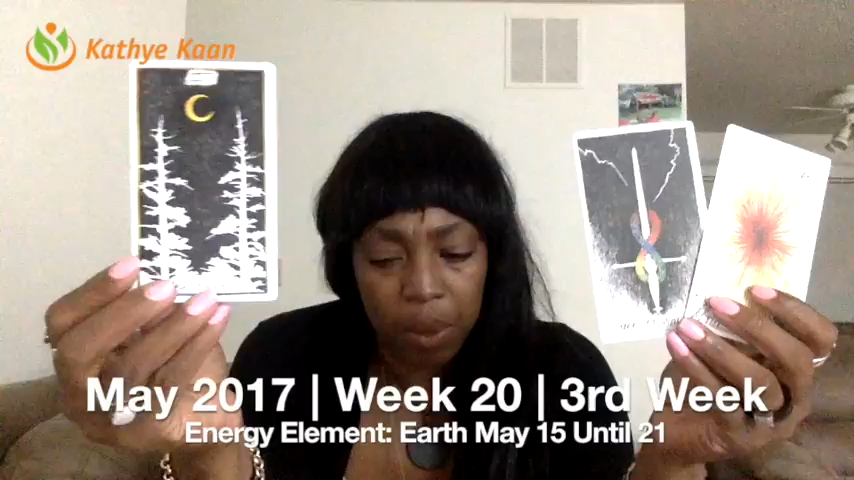 Kathye Kaan
May 2017 | Week 20 | 3rd Week
Energy Element: Earth May 15 Until 21